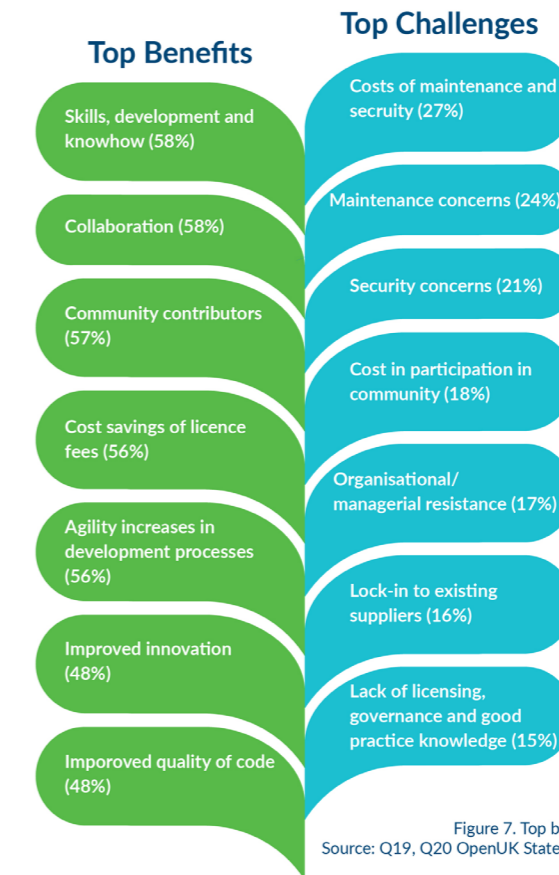 Top Benefits
Skills, development and
knowhow (58%)
Collaboration (58%)
Community contributors
(57%)
Cost savings of licence
fees (56%)
Agility increases in
development processes
(56%)
Improved innovation
(48%)
Imporoved quality of code
(48%)
Top Challenges
Costs of maintenance and
secruity (27%)
Maintenance concerns (24%)
Security concerns (21%)
Cost in participation in
community (18%)
Organisational/
managerial resistance (17%)
Lock-in to existing
suppliers (16%)
Lack of licensing,
governance and good
practice knowledge (15%)
Figure 7. Top b
Source: Q19, Q20 OpenUK State